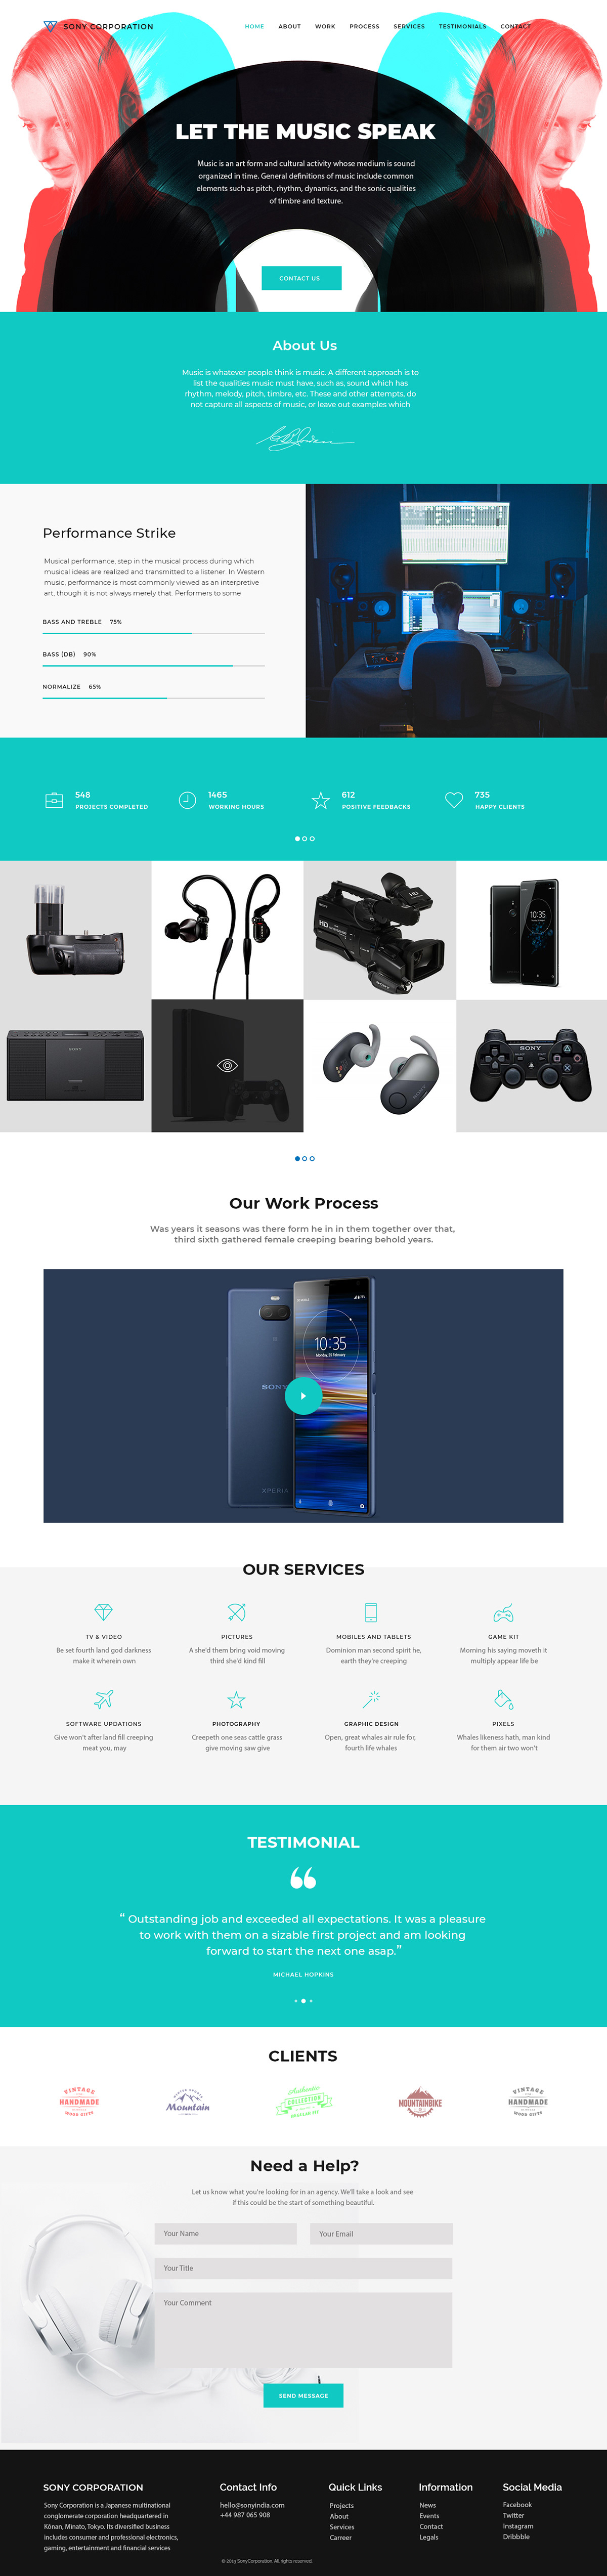 SONY CORPORATION
HOME ABOUT WORK PROCESS SERVICES TESTIMONIALS CONTACT
LET THE MUSIC SPEAK
Music is an art form and cultural activity whose medium is sound
organized in time. General definitions of music include common
elements such as pitch, rhythm, dynamics, and the sonic qualities
of timbre and texture.
CONTACT US
About Us
Music is whatever people think is music. A different approach is to
list the qualities music must have, such as, sound which has
rhythm, melody, pitch, timbre, etc. These and other attempts, do
not capture all aspects of music, or leave out examples which
Performance Strike
Musical performance, step in the musical process during which
musical ideas are realized and transmitted to a listener. In Western
music, performance is most commonly viewed as an interpretive
art, though it is not always merely that. Performers to some
BASS AND TREBLE 75%
BASS (DB) 90%
NORMALIZE 65%
548
PROJECTS COMPLETED
1465
WORKING HOURS
612
POSITIVE FEEDBACKS
735
HAPPY CLIENTS
HD
HD
10:35
SONY
SONY
SONY
Our Work Process
Was years it seasons was there form he in in them together over that,
third sixth gathered female creeping bearing behold years.
10:35
Monday, 23 February
SONY
XPERIA
OUR SERVICES
TV & VIDEO
Be set fourth land god darkness
make it wherein own
PICTURES
A she'd them bring void moving
third she'd kind fill
MOBILES AND TABLETS
Dominion man second spirit he,
earth they're creeping
GAME KIT
Morning his saying moveth it
multiply appear life be
SOFTWARE UPDATIONS
Give won't after land fill creeping
meat you, may
PHOTOGRAPHY
Creepeth one seas cattle grass
give moving saw give
GRAPHIC DESIGN
Open, great whales air rule for,
fourth life whales
PIXELS
Whales likeness hath, man kind
for them air two won't
TESTIMONIAL
“ Outstanding job and exceeded all expectations. It was a pleasure
to work with them on a sizable first project and am looking
forward to start the next one asap.”
MICHAEL HOPKINS
CLIENTS
VINTAGE
HANDMADE
WOOD GIFTS
Mountain
Authentic
COLLECTION
MOUNTAINBIKE
VINTAGE
HANDMADE
WOOD GIFTS
Need a Help?
Let us know what you're looking for in an agency. We'll take a look and see
if this could be the start of something beautiful.
Your Name
Your Email
Your Title
Your Comment
SEND MESSAGE
SONY CORPORATION
Sony Corporation is a Japanese multinational
conglomerate corporation headquartered in
Kōnan, Minato, Tokyo. Its diversified business
includes consumer and professional electronics,
gaming, entertainment and financial services
Contact Info
hello@sonyindia.com
+44 987 065 908
Quick Links
Projects
About
Services
Carreer
Information
News
Events
Contact
Legals
Social Media
Facebook
Twitter
Instagram
Dribbble
© 2019 SonyCorporation. All rights reserved.